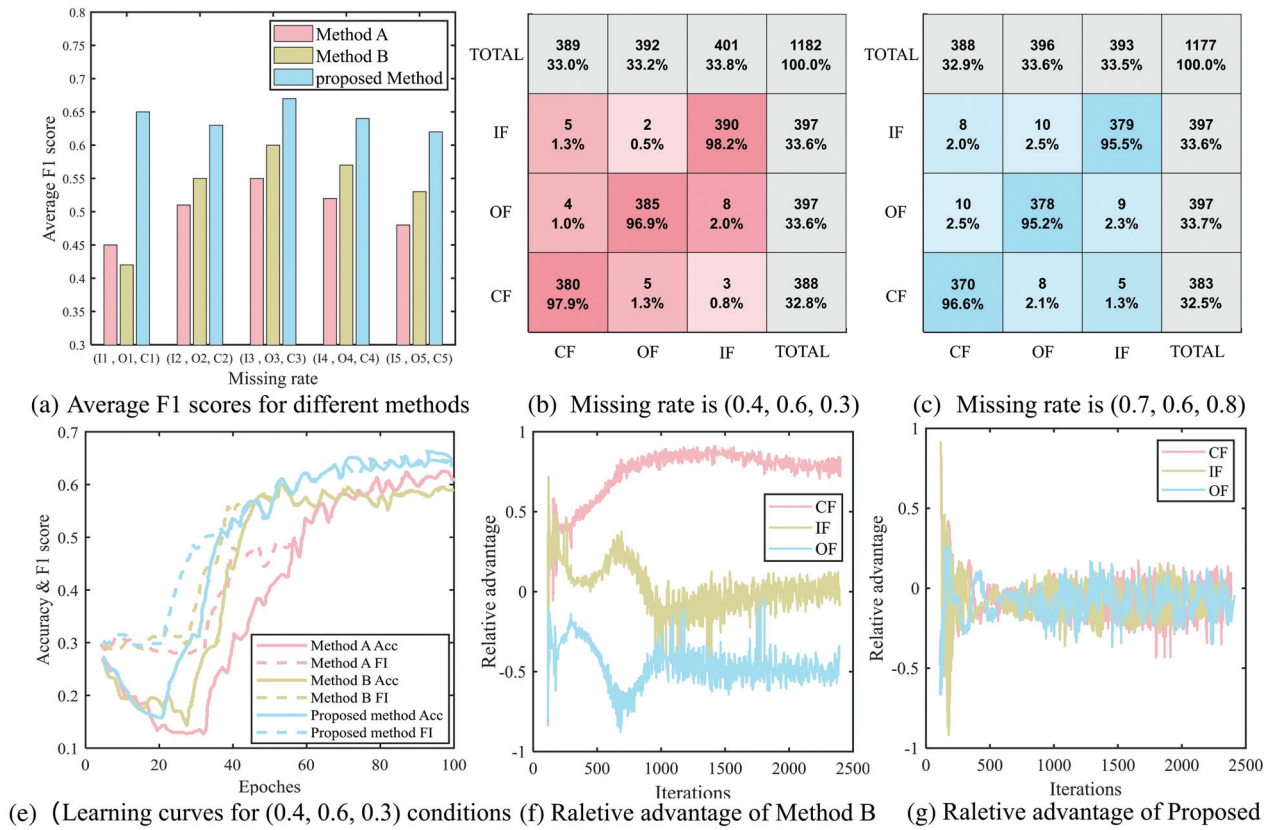 0.8
0.75
0.7
0.65
0.6
0.55
0.5
0.45
0.4
0.35
0.3
Average F1 score
Method A
Method B
proposed Method
(I1 , O1, C1) (I2 , O2, C2) (I3 , O3, C3) (I4 , O4, C4) (I5 , O5, C5)
Missing rate
(a) Average F1 scores for different methods
TOTAL 389 392 401 1182
33.0% 33.2% 33.8% 100.0%
IF 5 2 390 397
1.3% 0.5% 98.2% 33.6%
OF 4 385 8 397
1.0% 96.9% 2.0% 33.6%
CF 380 5 3 388
97.9% 1.3% 0.8% 32.8%
CF OF IF TOTAL
(b) Missing rate is (0.4, 0.6, 0.3)
TOTAL 388 396 393 1177
32.9% 33.6% 33.5% 100.0%
IF 8 10 379 397
2.0% 2.5% 95.5% 33.6%
OF 10 378 9 397
2.5% 95.2% 2.3% 33.7%
CF 370 8 5 383
96.6% 2.1% 1.3% 32.5%
CF OF IF TOTAL
(c) Missing rate is (0.7, 0.6, 0.8)
0.7
0.6
0.5
0.4
0.3
0.2
0.1
Accuracy & F1 score
Method A Acc
Method A FI
Method B Acc
Method B FI
Proposed method Acc
Proposed method FI
0 20 40 60 80 100
Epoches
(e) (Learning curves for (0.4, 0.6, 0.3) conditions
1
0.5
0
-0.5
-1
Relative advantage
CF
IF
OF
0 500 1000 1500 2000 2500
Iterations
(f) Raletive advantage of Method B
1
0.5
0
-0.5
-1
Relative advantage
CF
IF
OF
0 500 1000 1500 2000 2500
Iterations
(g) Raletive advantage of Proposed